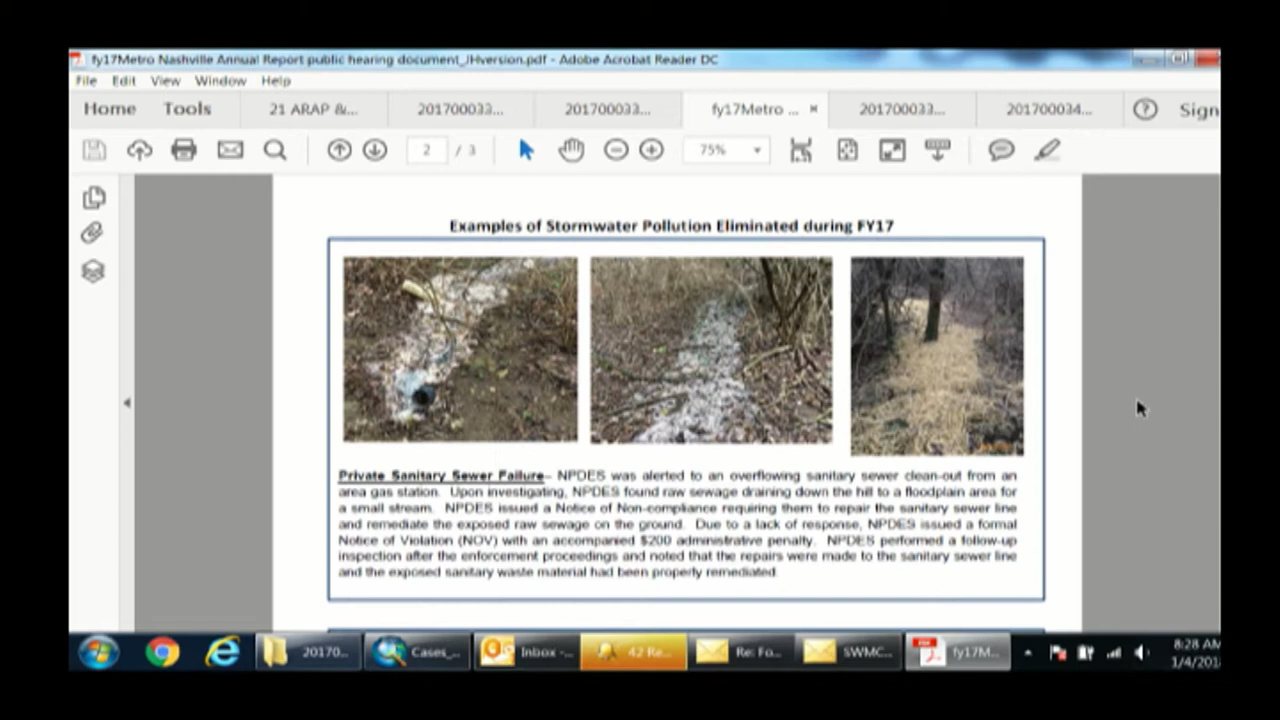 fy17Metro Nashville Annual Report public hearing document_JHversion.pdf - Adobe Acrobat Reader DC
File Edit View Window Help
Home Tools 21 ARAP &... 201700033... 201700033... fy17Metro ... × 201700033... 201700034... ? Sign
2 / 3 75%
Examples of Stormwater Pollution Eliminated during FY17
Private Sanitary Sewer Failure– NPDES was alerted to an overflowing sanitary sewer clean-out from an
area gas station. Upon investigating, NPDES found raw sewage draining down the hill to a floodplain area for
a small stream. NPDES issued a Notice of Non-compliance requiring them to repair the sanitary sewer line
and remediate the exposed raw sewage on the ground. Due to a lack of response, NPDES issued a formal
Notice of Violation (NOV) with an accompanied $200 administrative penalty. NPDES performed a follow-up
inspection after the enforcement proceedings and noted that the repairs were made to the sanitary sewer line
and the exposed sanitary waste material had been properly remediated.
20170... Cases_... Inbox -... 42 Re... Re: Fo... SWMC... fy17M... 8:28 AM
1/4/201